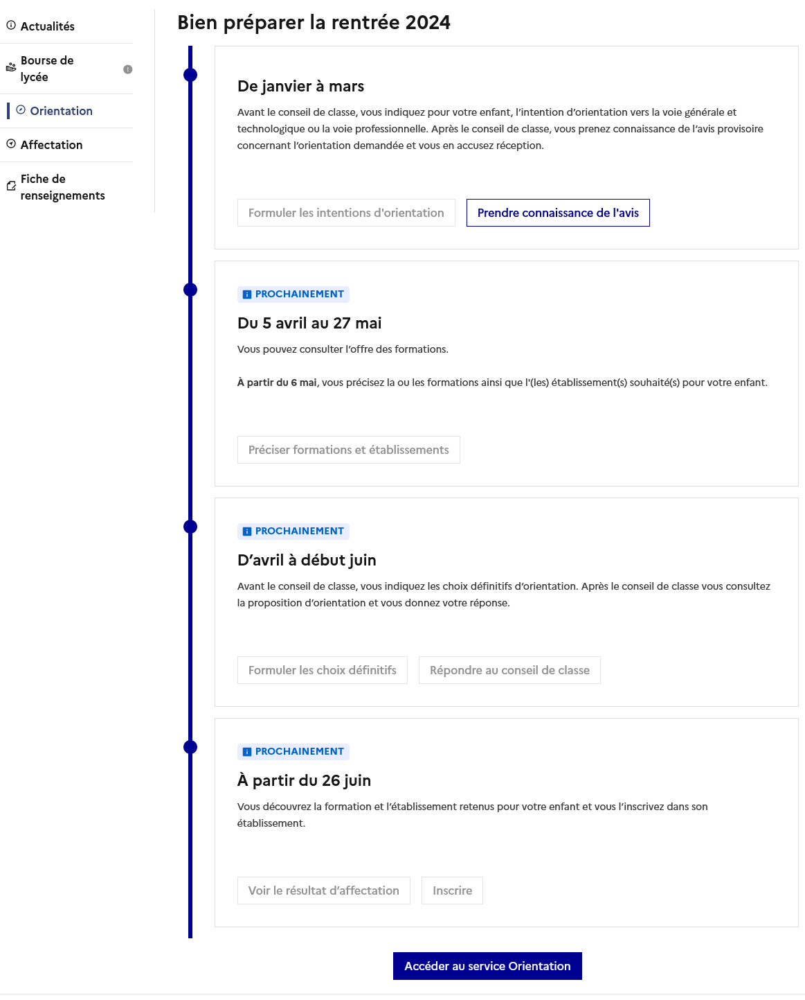 Actualités
Bourse de
lycée
Orientation
Affectation
Fiche de
renseignements
Bien préparer la rentrée 2024
De janvier à mars
Avant le conseil de classe, vous indiquez pour votre enfant, l’intention d’orientation vers la voie générale et
technologique ou la voie professionnelle. Après le conseil de classe, vous prenez connaissance de l’avis provisoire
concernant l’orientation demandée et vous en accusez réception.
Formuler les intentions d'orientation
Prendre connaissance de l'avis
PROCHAINEMENT
Du 5 avril au 27 mai
Vous pouvez consulter l’offre des formations.
À partir du 6 mai, vous précisez la ou les formations ainsi que l'(les) établissement(s) souhaité(s) pour votre enfant.
Préciser formations et établissements
PROCHAINEMENT
D’avril à début juin
Avant le conseil de classe, vous indiquez les choix définitifs d’orientation. Après le conseil de classe vous consultez
la proposition d’orientation et vous donnez votre réponse.
Formuler les choix définitifs
Répondre au conseil de classe
PROCHAINEMENT
À partir du 26 juin
Vous découvrez la formation et l’établissement retenus pour votre enfant et vous l’inscrivez dans son
établissement.
Voir le résultat d’affectation
Inscrire
Accéder au service Orientation